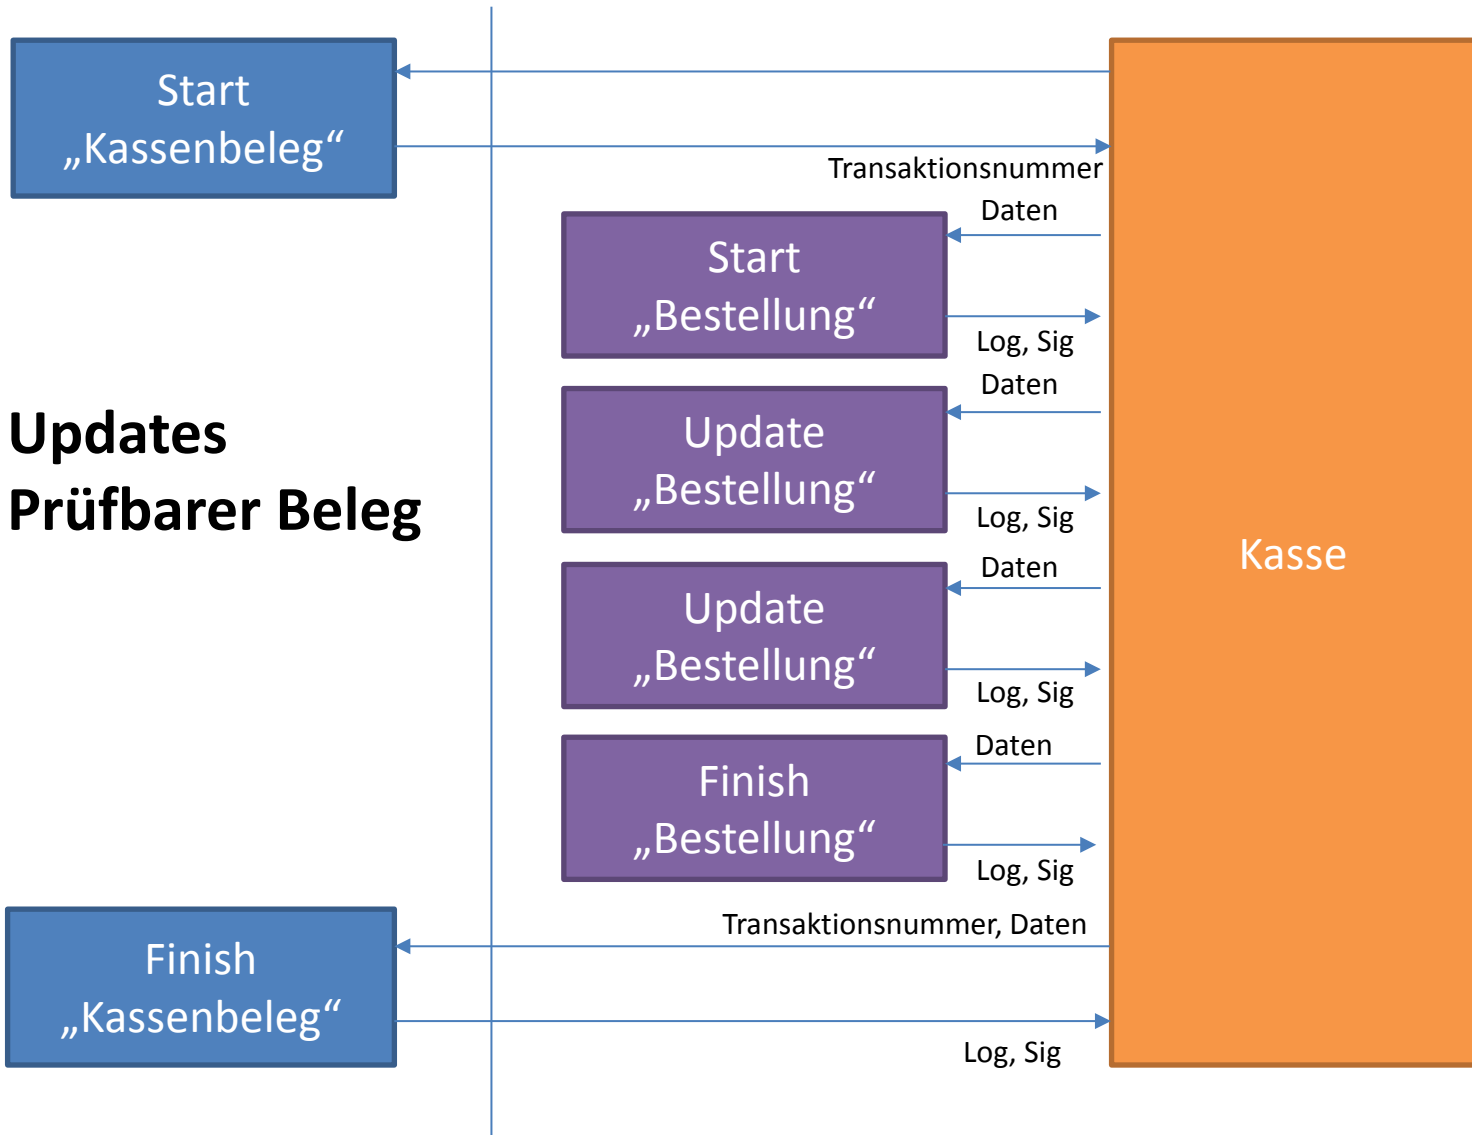 Start
„Kassenbeleg“
Transaktionsnummer
Daten
Start
„Bestellung“
Log, Sig
Daten
Update
„Bestellung“
Log, Sig
Updates
Prüfbarer Beleg
Kasse
Daten
Update
„Bestellung“
Log, Sig
Daten
Finish
„Bestellung“
Log, Sig
Transaktionsnummer, Daten
Finish
„Kassenbeleg“
Log, Sig